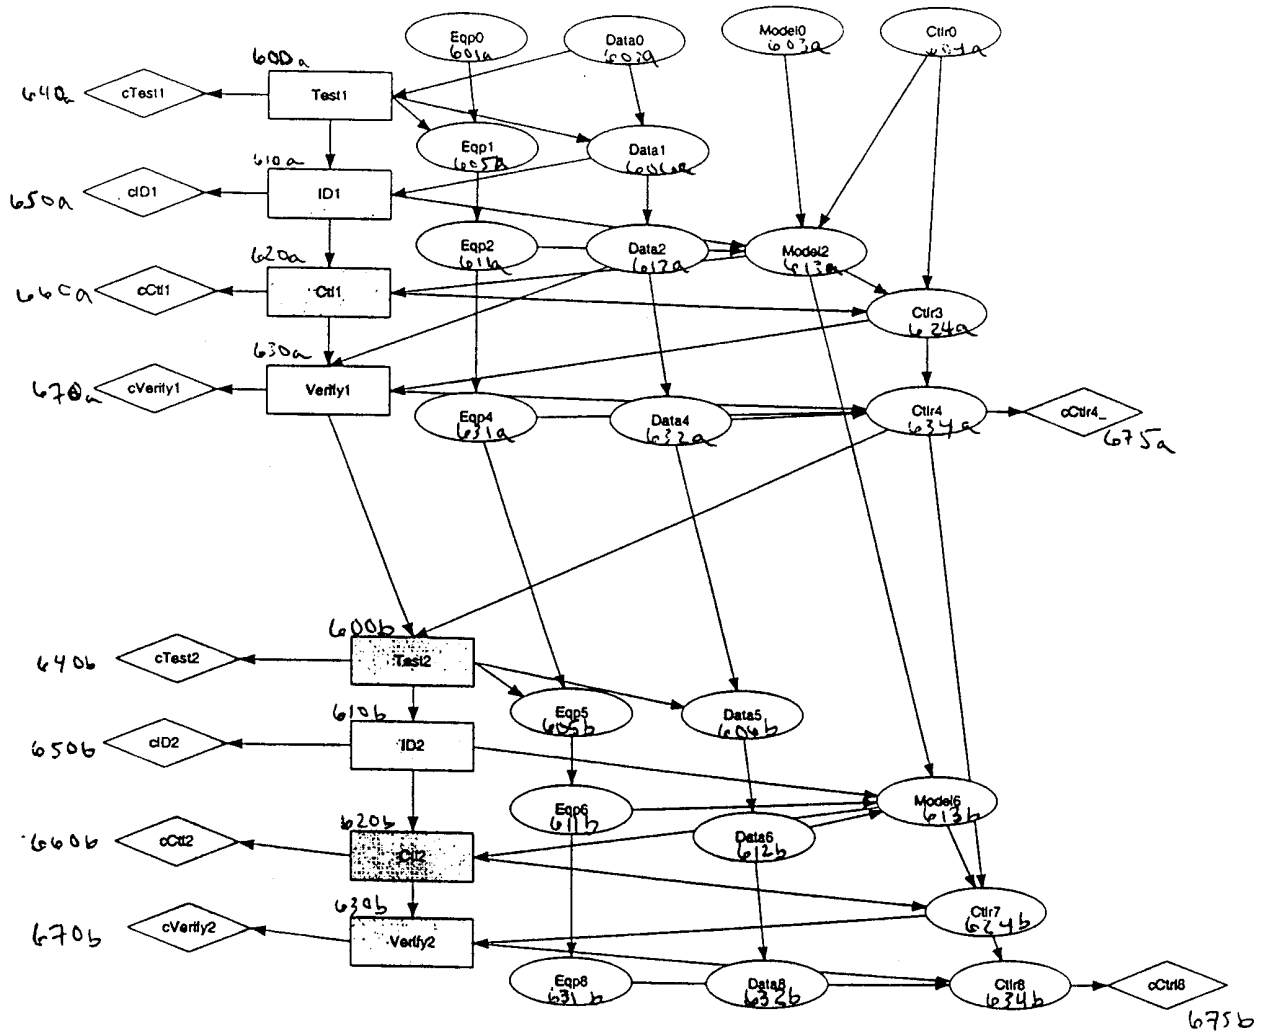 Eqp0
601a
Data0
602a
Model0
603a
Ctlr0
604a
600a
640a
cTest1
Test1
Eqp1
605a
Data1
606a
610a
650a
cID1
ID1
Eqp2
611a
Data2
612a
Model2
613a
620a
660a
cCtl1
Ctl1
Ctlr3
624a
630a
670a
cVerify1
Verify1
Eqp4
631a
Data4
632a
Ctlr4
634a
cCtlr4_
675a
600b
640b
cTest2
Test2
Eqp5
605b
Data5
606b
610b
650b
cID2
ID2
Eqp6
611b
Data6
612b
Model6
613b
620b
660b
cCtl2
Ctl2
Ctlr7
624b
630b
670b
cVerify2
Verify2
Eqp8
631b
Data8
632b
Ctlr8
634b
cCtrl8
675b